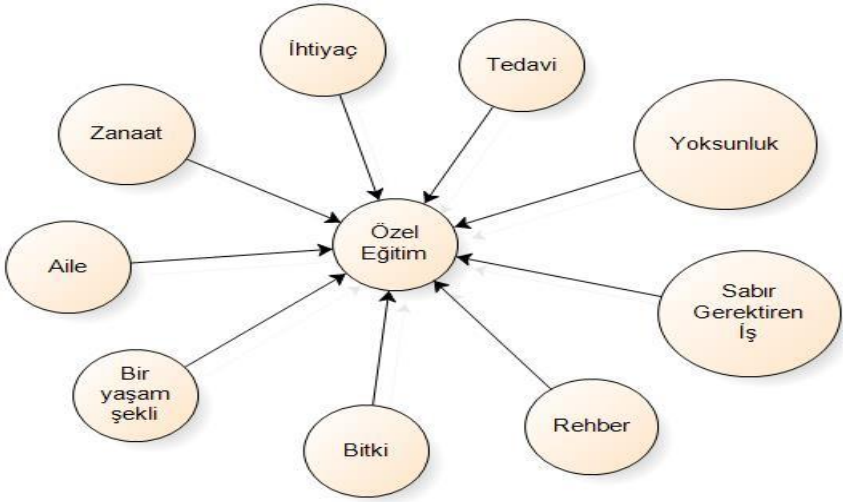 İhtiyaç
Tedavi
Zanaat
Yoksunluk
Özel
Eğitim
Aile
Sabır
Gerektiren
İş
Bir
yaşam
şekli
Rehber
Bitki